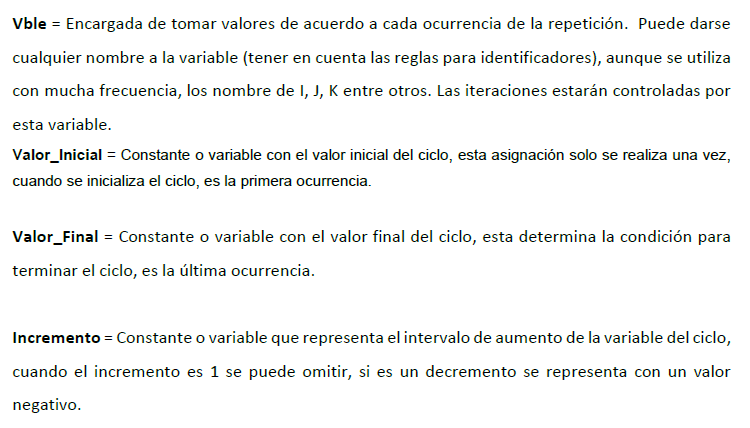 Vble = Encargada de tomar valores de acuerdo a cada ocurrencia de la repetición.  Puede darse
cualquier nombre a la variable (tener en cuenta las reglas para identificadores), aunque se utiliza
con mucha frecuencia, los nombre de I, J, K entre otros. Las iteraciones estarán controladas por
esta variable.
Valor_Inicial = Constante o variable con el valor inicial del ciclo, esta asignación solo se realiza una vez,
cuando se inicializa el ciclo, es la primera ocurrencia.
Valor_Final = Constante o variable con el valor final del ciclo, esta determina la condición para
terminar el ciclo, es la última ocurrencia.
Incremento = Constante o variable que representa el intervalo de aumento de la variable del ciclo,
cuando el incremento es 1 se puede omitir, si es un decremento se representa con un valor
negativo.